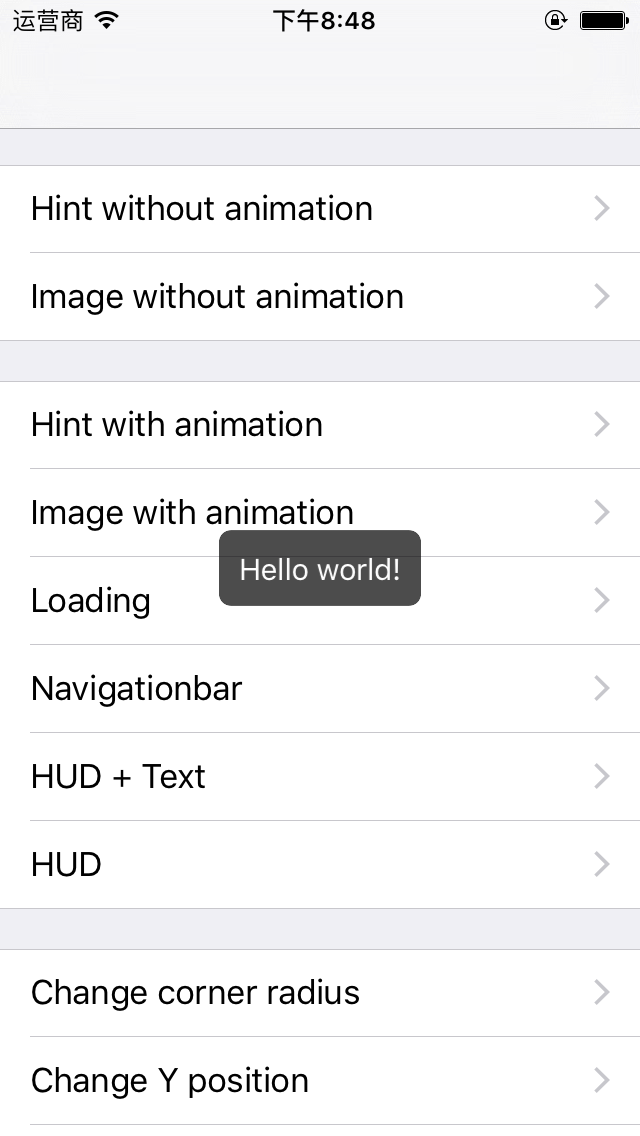 运营商 下午8:48
Hint without animation
Image without animation
Hint with animation
Image with animation
Hello world!
Loading
Navigationbar
HUD + Text
HUD
Change corner radius
Change Y position